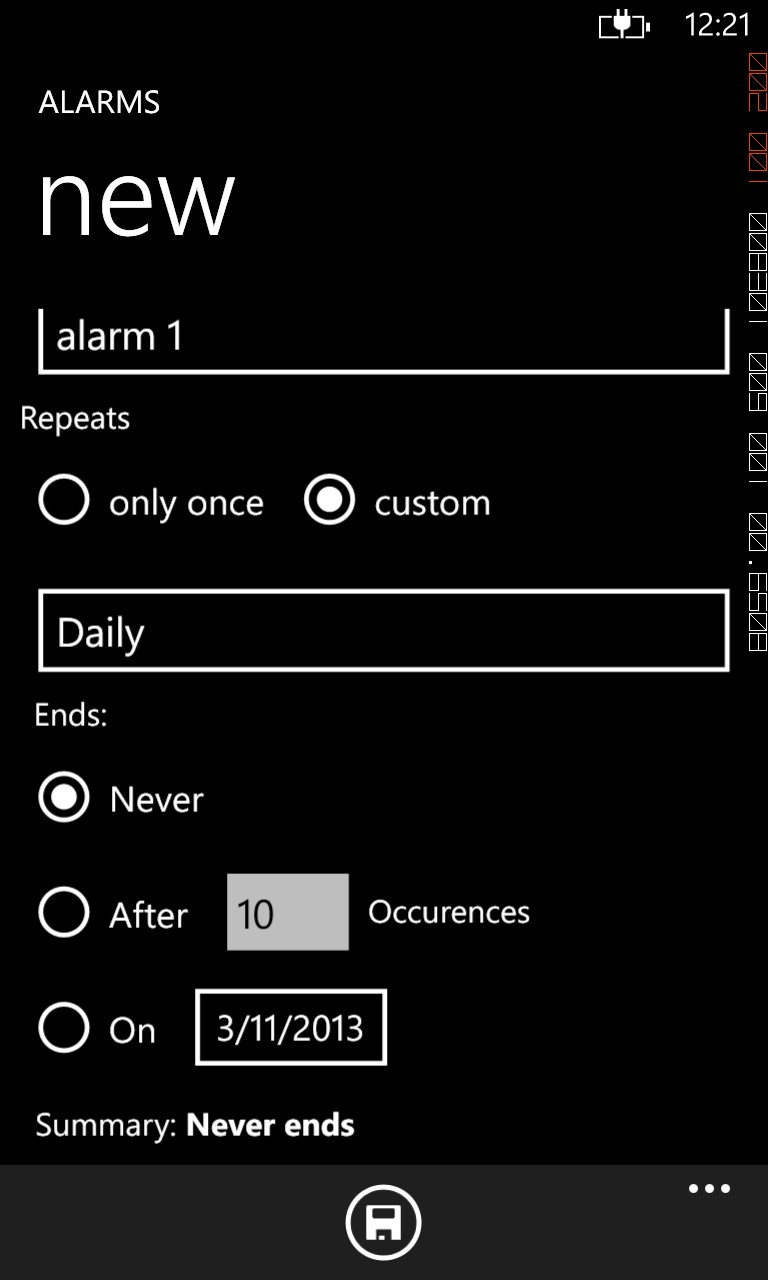 12:21
ALARMS
new
alarm 1
Repeats
only once custom
Daily
Ends:
Never
After 10 Occurences
On 3/11/2013
Summary: Never ends